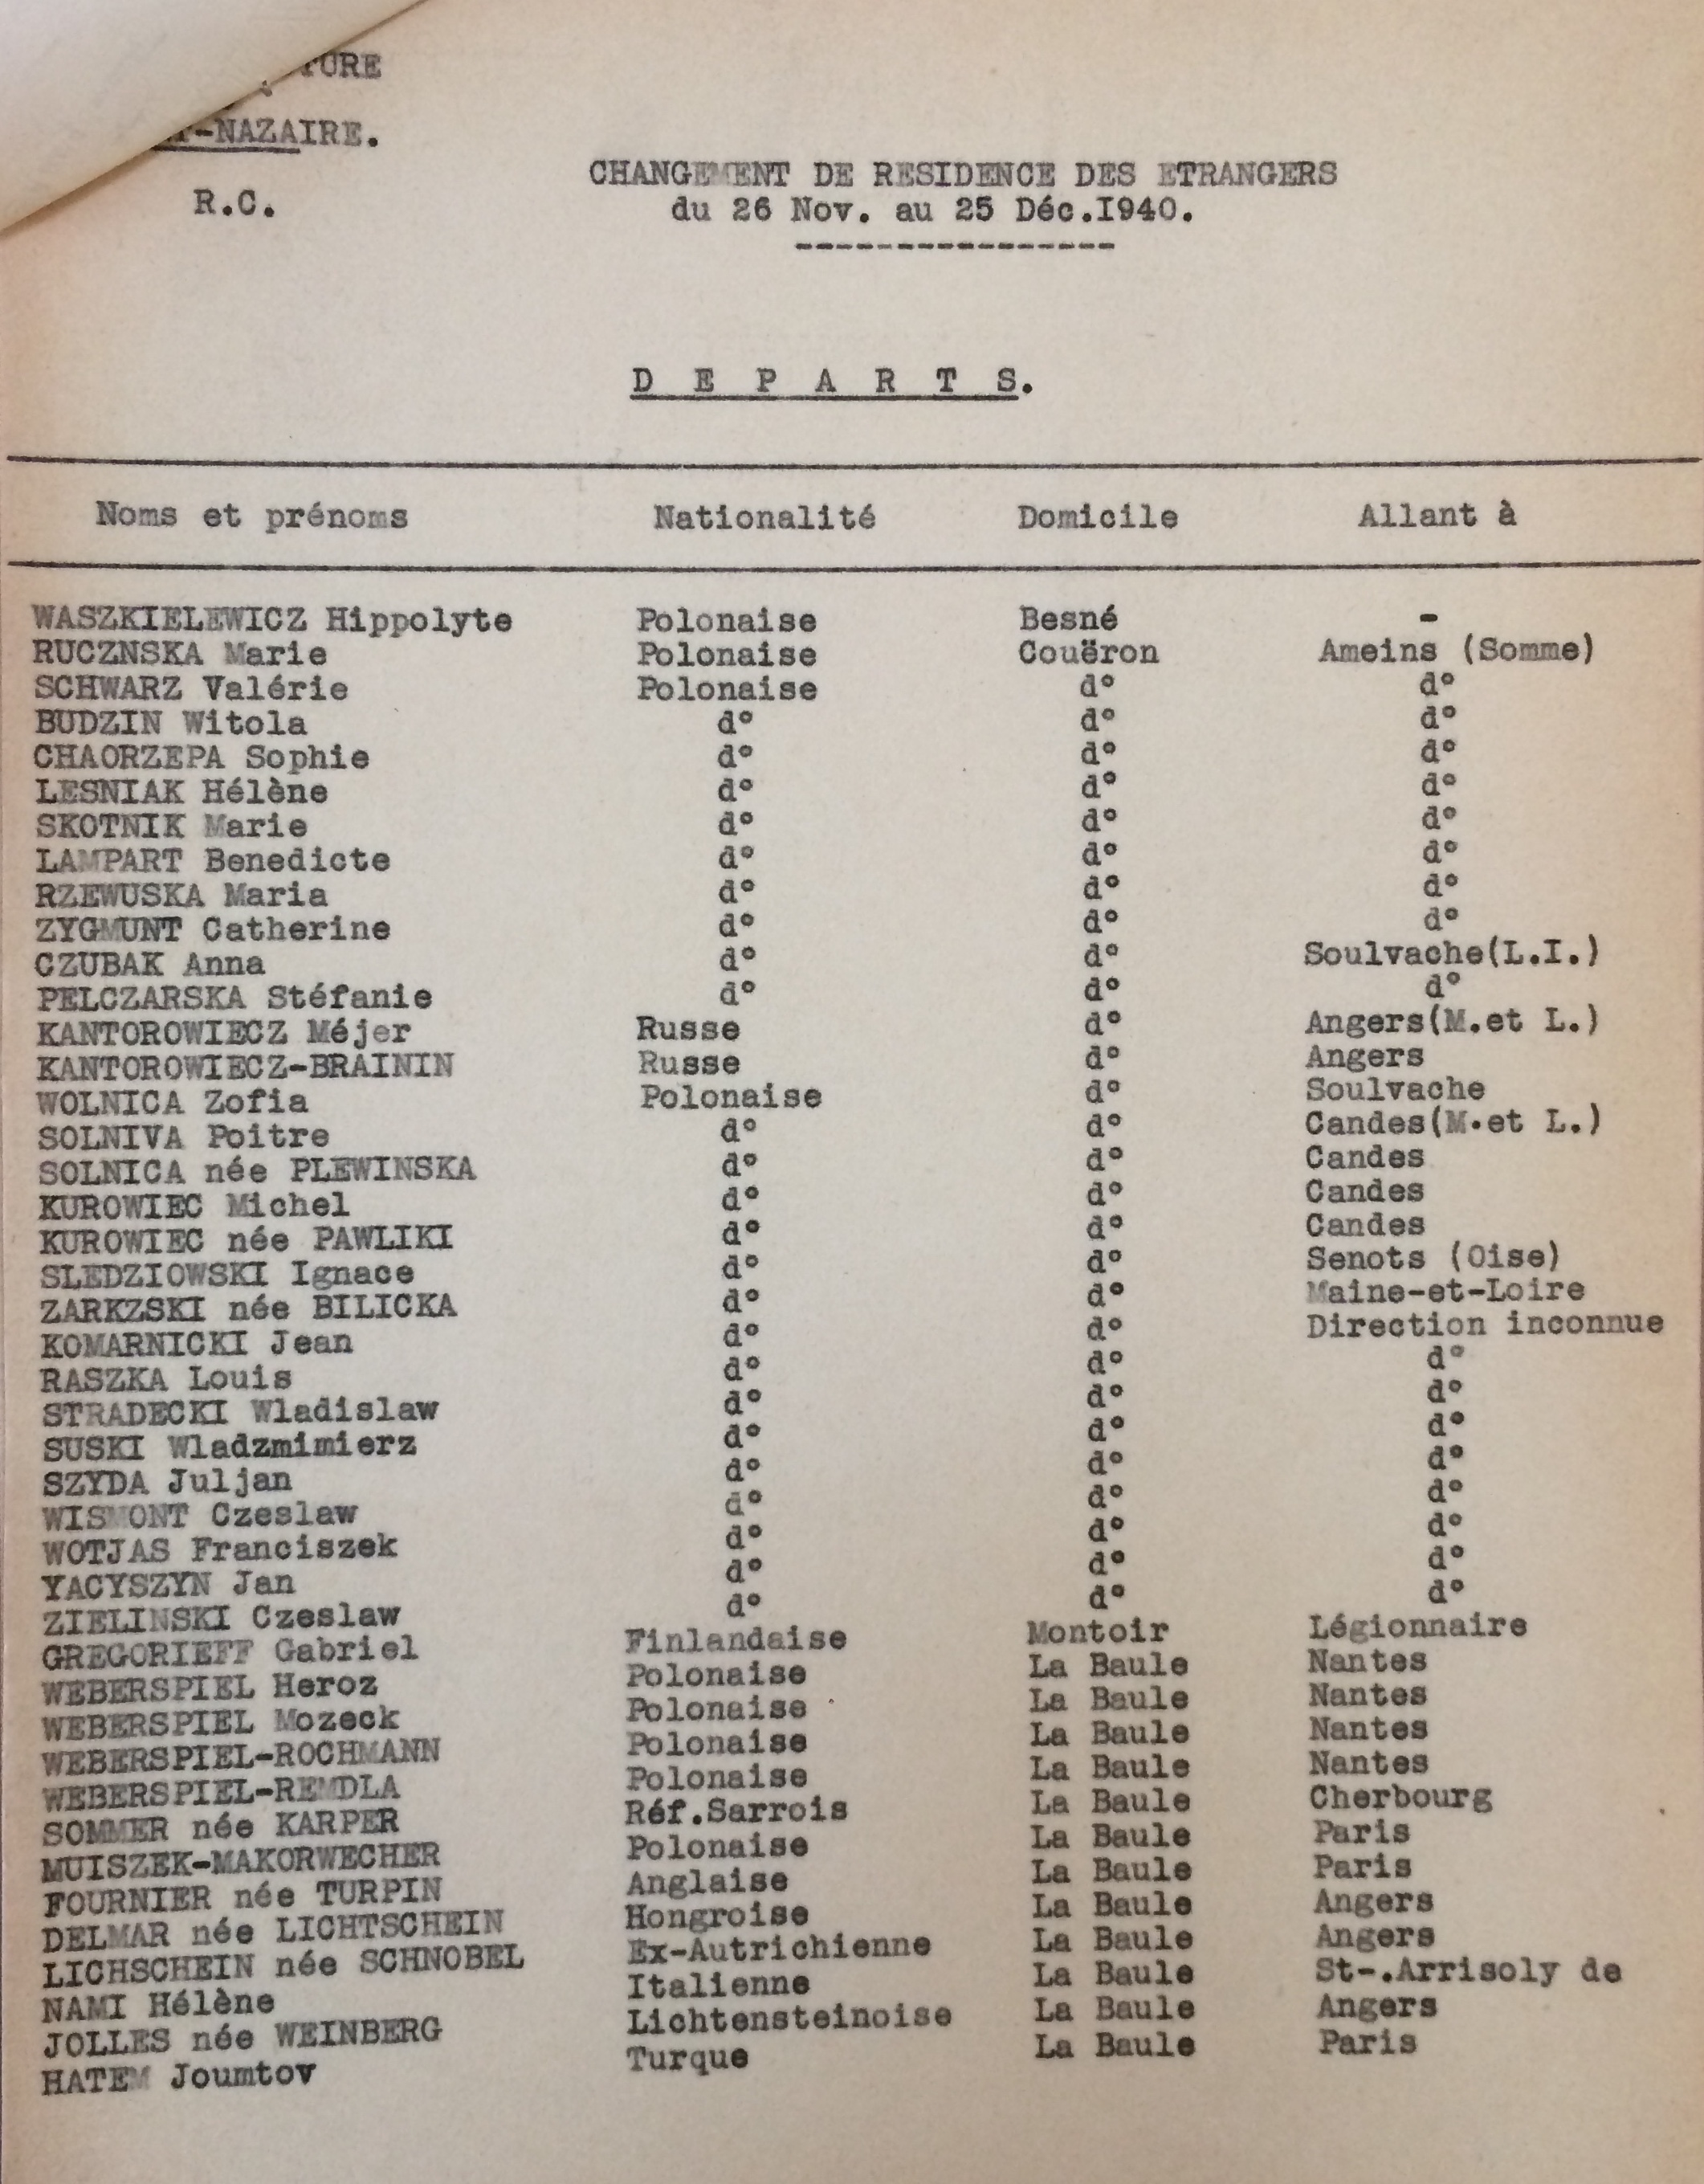 TURE
T-NAZAIRE.
R.C.
CHANGEMENT DE RESIDENCE DES ETRANGERS
du 26 Nov. au 25 Déc.I940.
-----------------
D E P A R T S.
Noms et prénoms Nationalité Domicile Allant à
WASZKIELEWICZ Hippolyte Polonaise Besné -
RUCZNSKA Marie Polonaise Couëron Ameins (Somme)
SCHWARZ Valérie Polonaise d° d°
BUDZIN Witola d° d° d°
CHAORZEPA Sophie d° d° d°
LESNIAK Hélène d° d° d°
SKOTNIK Marie d° d° d°
LAMPART Benedicte d° d° d°
RZEWUSKA Maria d° d° d°
ZYGMUNT Catherine d° d° d°
CZUBAK Anna d° d° Soulvache(L.I.)
PELCZARSKA Stéfanie d° d° d°
KANTOROWIECZ Méjer Russe d° Angers(M.et L.)
KANTOROWIECZ-BRAININ Russe d° Angers
WOLNICA Zofia Polonaise d° Soulvache
SOLNIVA Poitre d° d° Candes(M.et L.)
SOLNICA née PLEWINSKA d° d° Candes
KUROWIEC Michel d° d° Candes
KUROWIEC née PAWLIKI d° d° Candes
SLEDZIOWSKI Ignace d° d° Senots (Oise)
ZARKZSKI née BILICKA d° d° Maine-et-Loire
KOMARNICKI Jean d° d° Direction inconnue
RASZKA Louis d° d° d°
STRADECKI Wladislaw d° d° d°
SUSKI Wladzmimierz d° d° d°
SZYDA Juljan d° d° d°
WISMONT Czeslaw d° d° d°
WOTJAS Franciszek d° d° d°
YACYSZYN Jan d° d° d°
ZIELINSKI Czeslaw d° d° d°
GREGORIEFF Gabriel Finlandaise Montoir Légionnaire
WEBERSPIEL Heroz Polonaise La Baule Nantes
WEBERSPIEL Mozeck Polonaise La Baule Nantes
WEBERSPIEL-ROCHMANN Polonaise La Baule Nantes
WEBERSPIEL-REMDLA Polonaise La Baule Nantes
SOMMER née KARPER Réf.Sarrois La Baule Cherbourg
MUISZEK-MAKORWECHER Polonaise La Baule Paris
FOURNIER née TURPIN Anglaise La Baule Paris
DELMAR née LICHTSCHEIN Hongroise La Baule Angers
LICHSCHEIN née SCHNOBEL Ex-Autrichienne La Baule Angers
NAMI Hélène Italienne La Baule St-.Arrisoly de
JOLLES née WEINBERG Lichtensteinoise La Baule Angers
HATEM Joumtov Turque La Baule Paris